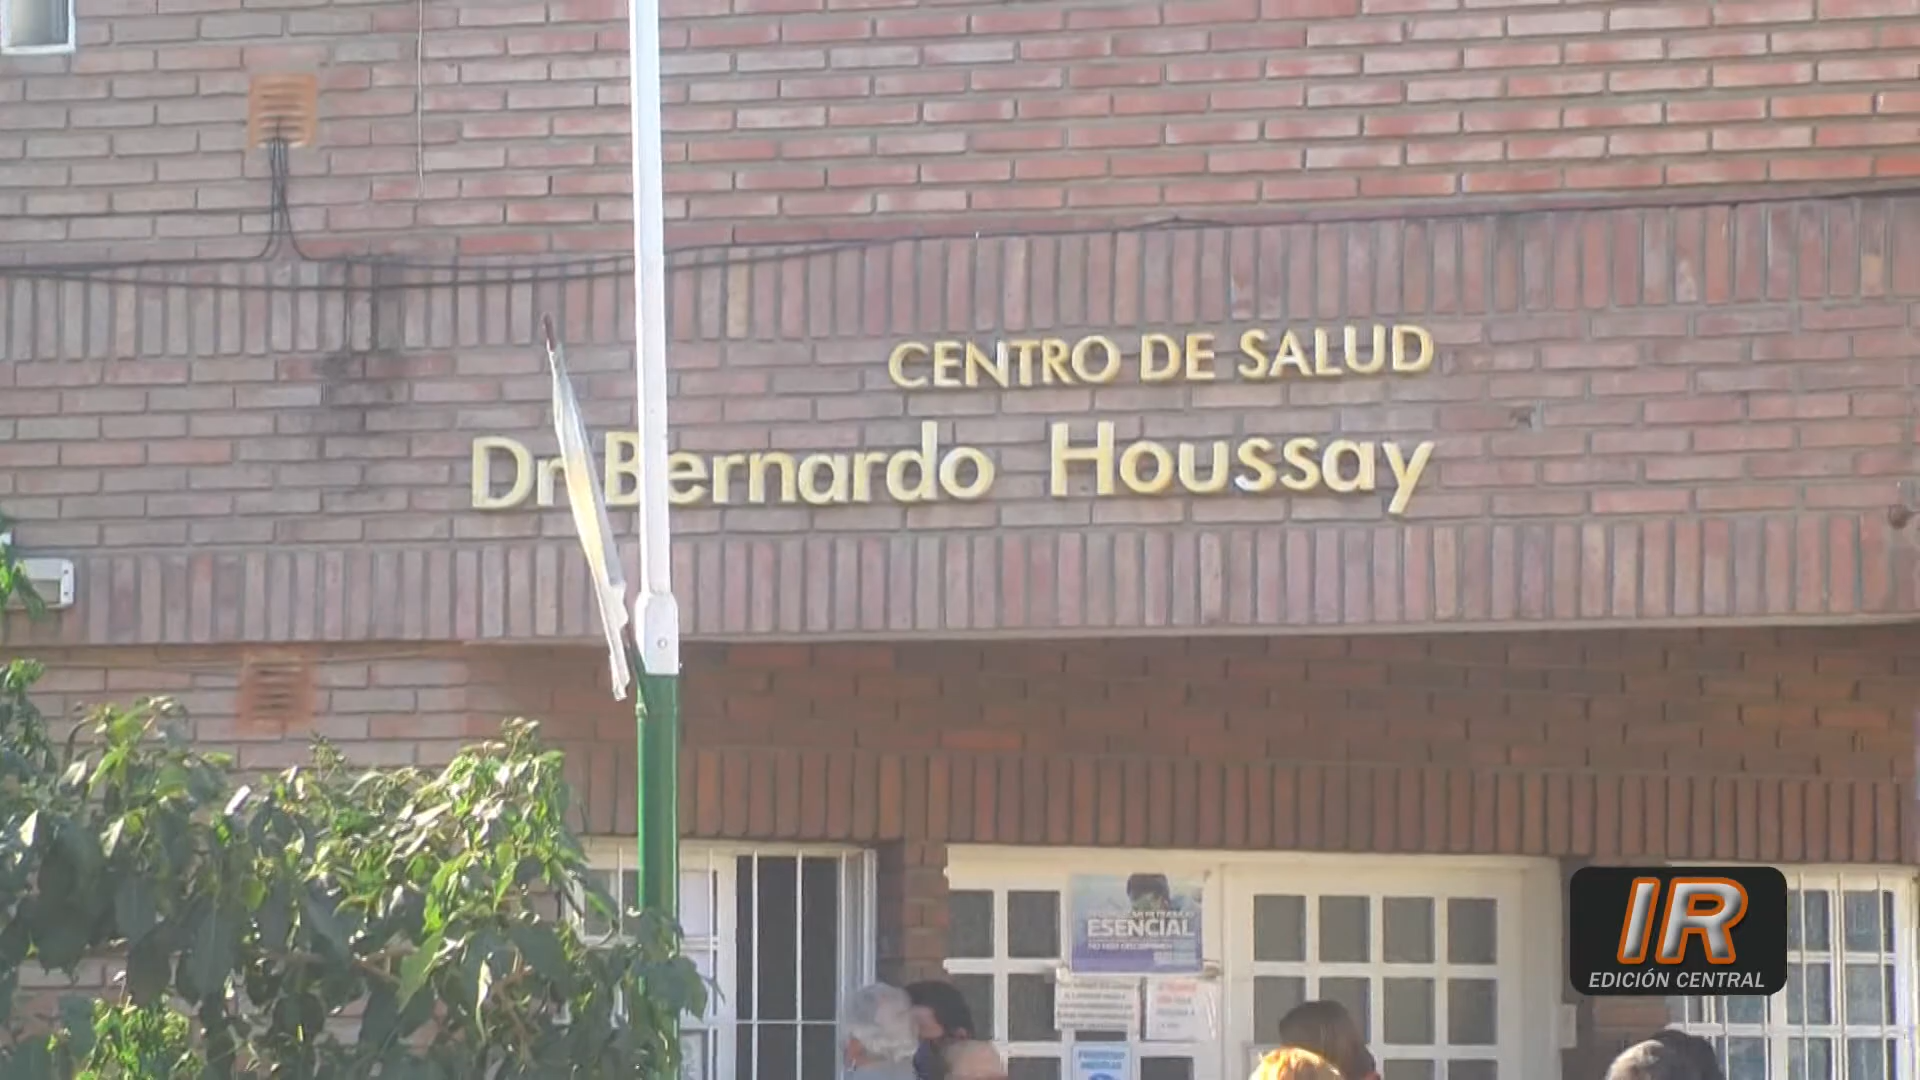 CENTRO DE SALUD
Dr Bernardo Houssay
ESENCIAL
IR
EDICIÓN CENTRAL